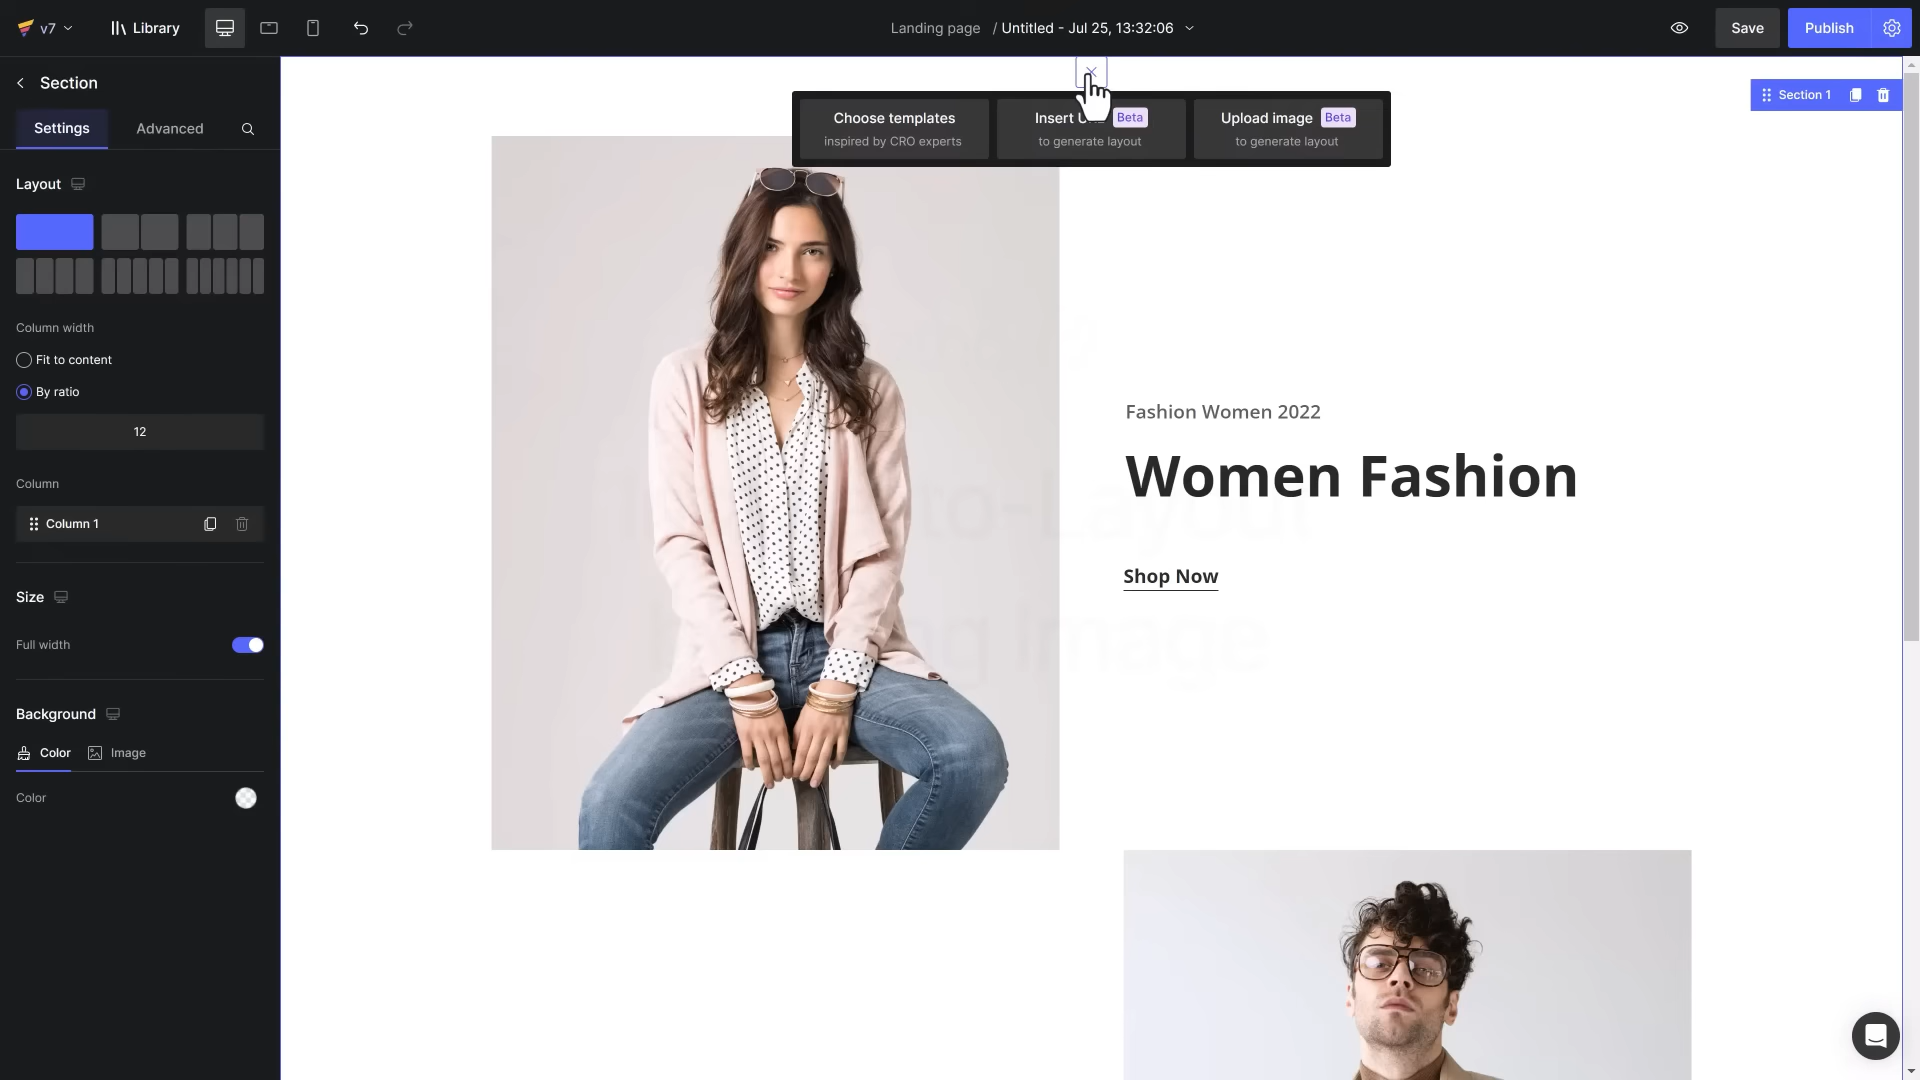 v7
Library
Landing page / Untitled - Jul 25, 13:32:06
Save
Publish
Section
Settings
Advanced
Layout
Column width
Fit to content
By ratio
12
Column
Column 1
Size
Full width
Background
Color
Image
Color
Choose templates
inspired by CRO experts
Insert
Beta
to generate layout
Upload image
Beta
to generate layout
Section 1
Fashion Women 2022
Women Fashion
Shop Now